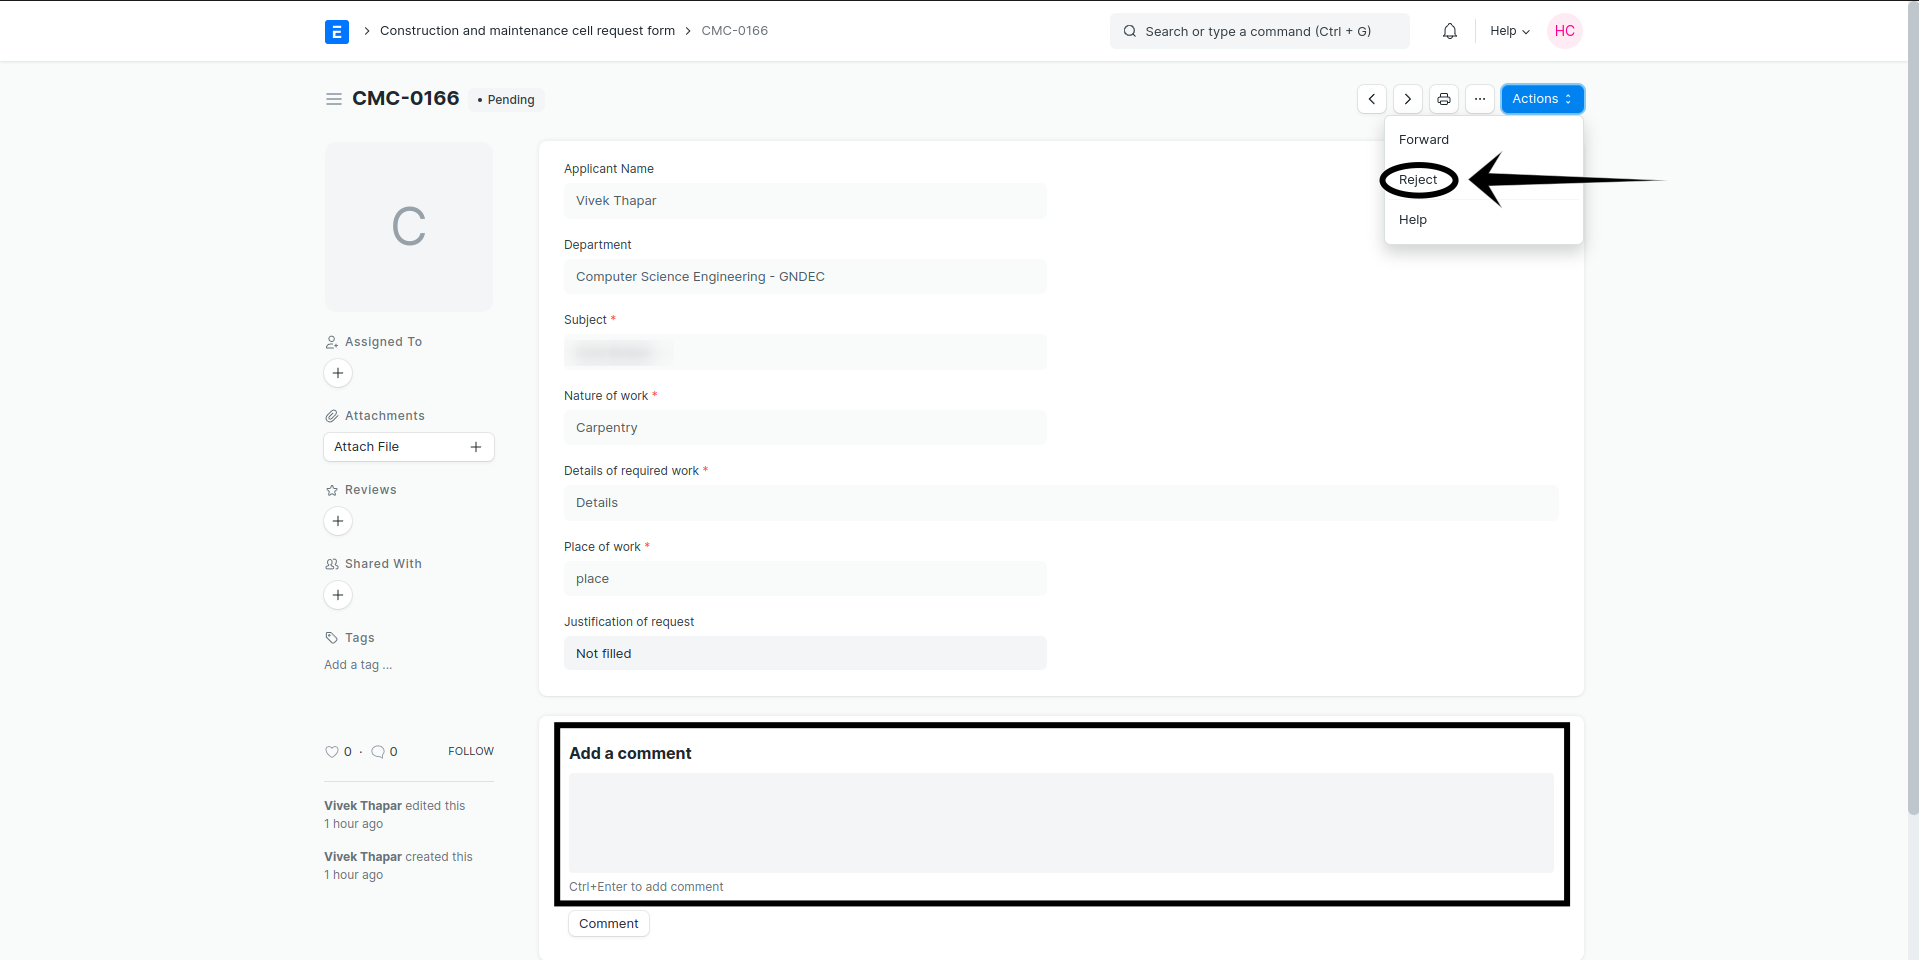 E
Construction and maintenance cell request form
CMC-0166
Search or type a command (Ctrl + G)
Help
HC
CMC-0166
• Pending
...
Actions
Forward
Reject
Help
C
Assigned To
Attachments
Attach File
Reviews
Shared With
Tags
Add a tag ...
0 · 0
FOLLOW
Vivek Thapar edited this
1 hour ago
Vivek Thapar created this
1 hour ago
Applicant Name
Vivek Thapar
Department
Computer Science Engineering - GNDEC
Subject *
Nature of work *
Carpentry
Details of required work *
Details
Place of work *
place
Justification of request
Not filled
Add a comment
Ctrl+Enter to add comment
Comment